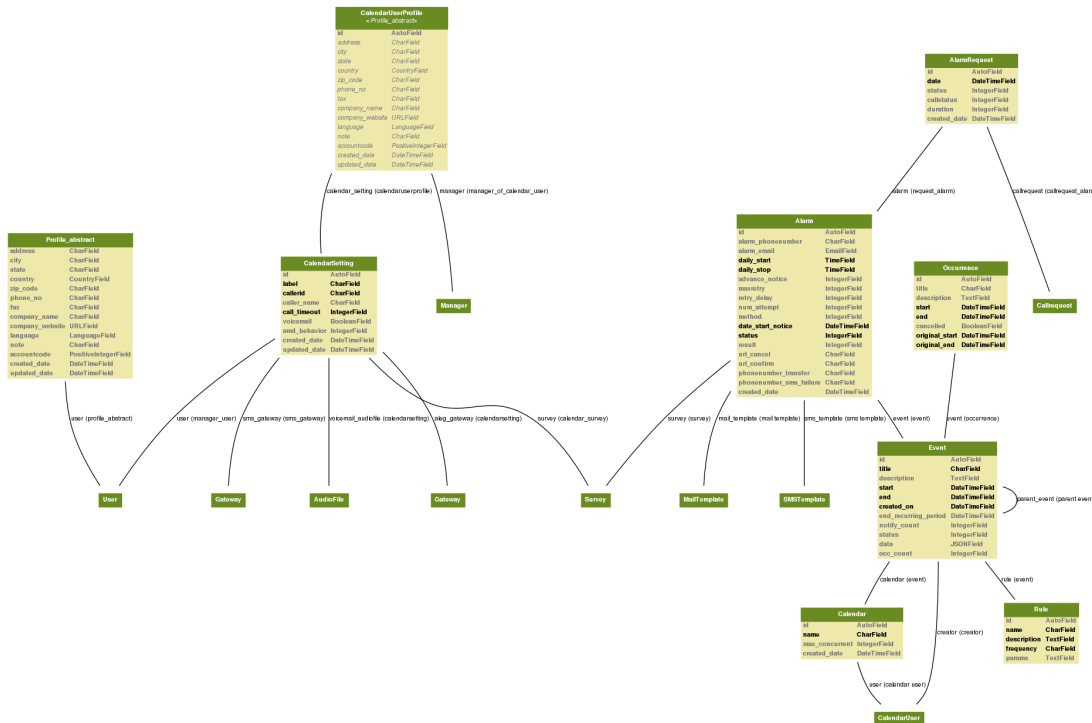 CalendarUserProfile
<Profile_abstract>
id AutoField
address CharField
city CharField
state CharField
country CountryField
zip_code CharField
phone_no CharField
fax CharField
company_name CharField
company_website URLField
language LanguageField
note CharField
accountcode PositiveIntegerField
created_date DateTimeField
updated_date DateTimeField
AlarmRequest
id AutoField
date DateTimeField
status IntegerField
callstatus IntegerField
duration IntegerField
created_date DateTimeField
calendar_setting (calendaruserprofile)
manager (manager_of_calendar_user)
alarm (request_alarm)
callrequest (callrequest_alarm
Profile_abstract
address CharField
city CharField
state CharField
country CountryField
zip_code CharField
phone_no CharField
fax CharField
company_name CharField
company_website URLField
language LanguageField
note CharField
accountcode PositiveIntegerField
created_date DateTimeField
updated_date DateTimeField
CalendarSetting
id AutoField
label CharField
callerid CharField
caller_name CharField
call_timeout IntegerField
voicemail BooleanField
amd_behavior IntegerField
created_date DateTimeField
updated_date DateTimeField
Manager
Alarm
id AutoField
alarm_phonenumber CharField
alarm_email EmailField
daily_start TimeField
daily_stop TimeField
advance_notice IntegerField
maxretry IntegerField
retry_delay IntegerField
num_attempt IntegerField
method IntegerField
date_start_notice DateTimeField
status IntegerField
result IntegerField
url_cancel CharField
url_confirm CharField
phonenumber_transfer CharField
phonenumber_sms_failure CharField
created_date DateTimeField
Occurrence
id AutoField
title CharField
description TextField
start DateTimeField
end DateTimeField
cancelled BooleanField
original_start DateTimeField
original_end DateTimeField
Callrequest
user (profile_abstract)
user (manager_user)
sms_gateway (sms_gateway)
voicemail_audiofile (calendarsetting)
aleg_gateway (calendarsetting)
survey (calendar_survey)
survey (survey)
mail_template (mail template)
sms_template (sms template)
event (event)
event (occurrence)
User
Gateway
AudioFile
Gateway
Survey
MailTemplate
SMSTemplate
Event
id AutoField
title CharField
description TextField
start DateTimeField
end DateTimeField
created_on DateTimeField
end_recurring_period DateTimeField
notify_count IntegerField
status IntegerField
data JSONField
occ_count IntegerField
parent_event (parent event
calendar (event)
creator (creator)
rule (event)
Calendar
id AutoField
name CharField
max_concurrent IntegerField
created_date DateTimeField
Rule
id AutoField
name CharField
description TextField
frequency CharField
params TextField
user (calendar user)
CalendarUser